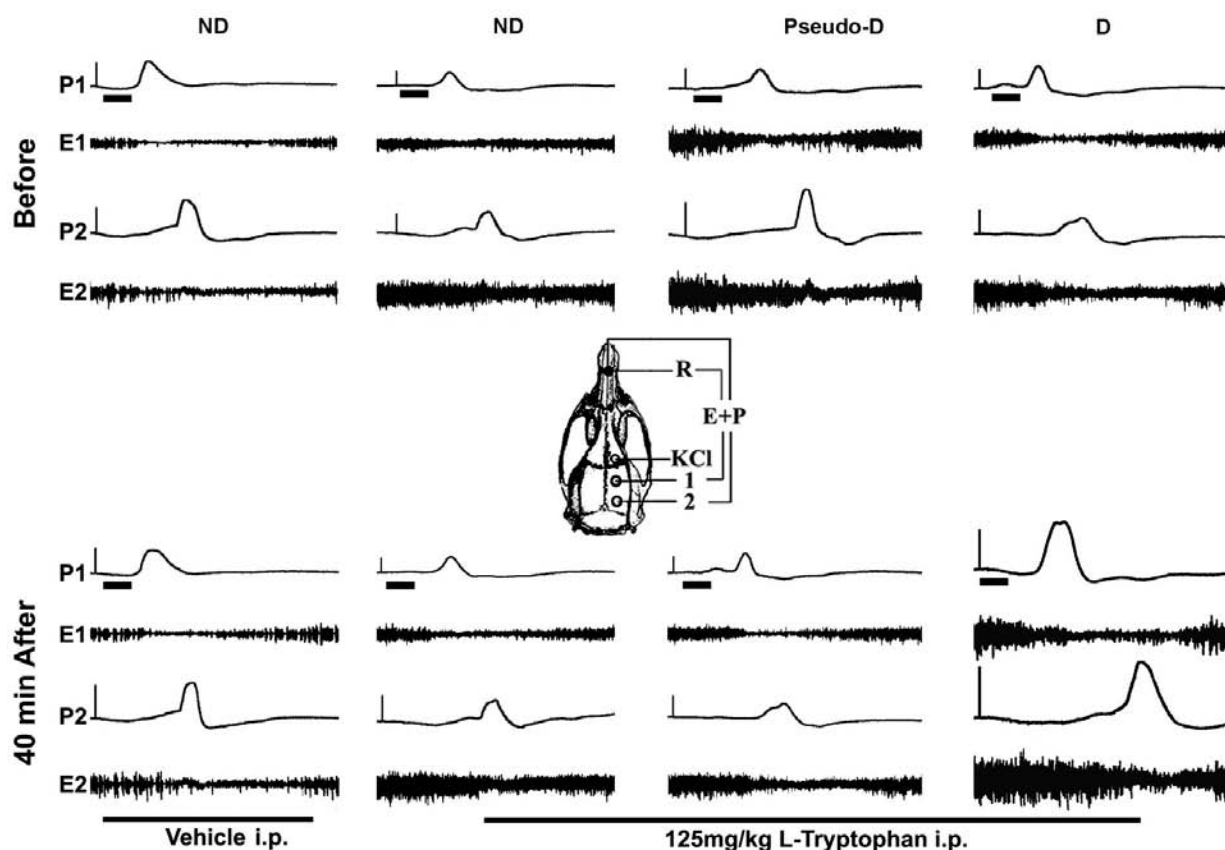 ND ND Pseudo-D D
Before
P1
E1
P2
E2
R
E+P
KCl
1
2
40 min After
P1
E1
P2
E2
Vehicle i.p. 125mg/kg L-Tryptophan i.p.